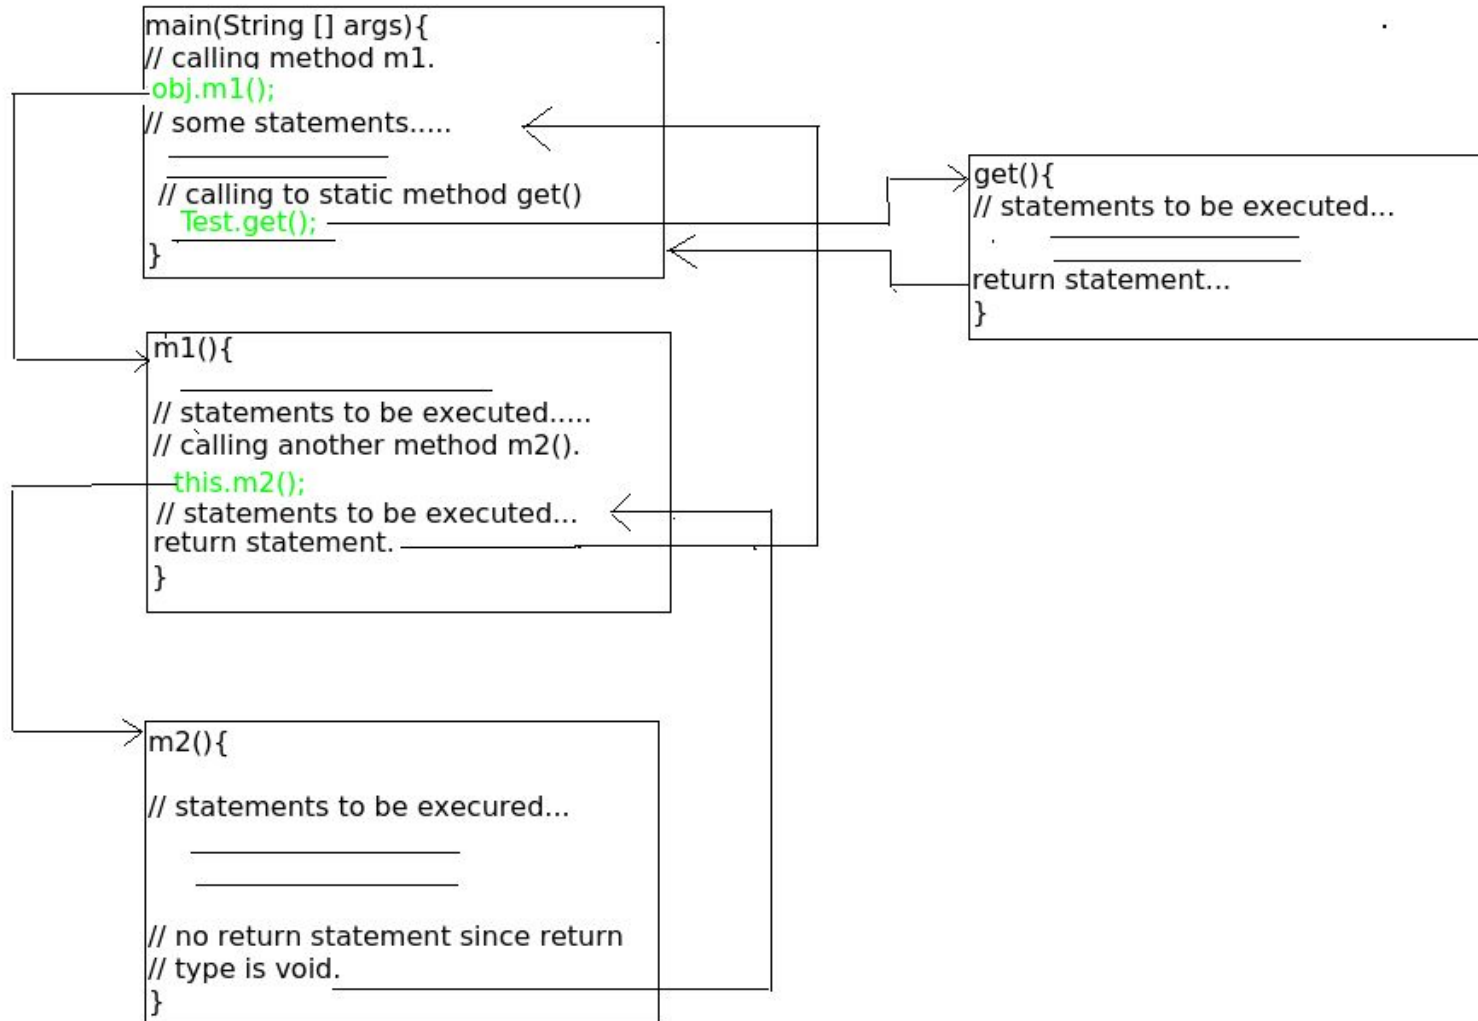 main(String [] args){
// calling method m1.
obj.m1();
// some statements.....
// calling to static method get()
Test.get();
}
get(){
// statements to be executed...
return statement...
}
m1(){
// statements to be executed.....
// calling another method m2().
this.m2();
// statements to be executed...
return statement.
}
m2(){
// statements to be execured...
// no return statement since return
// type is void.
}